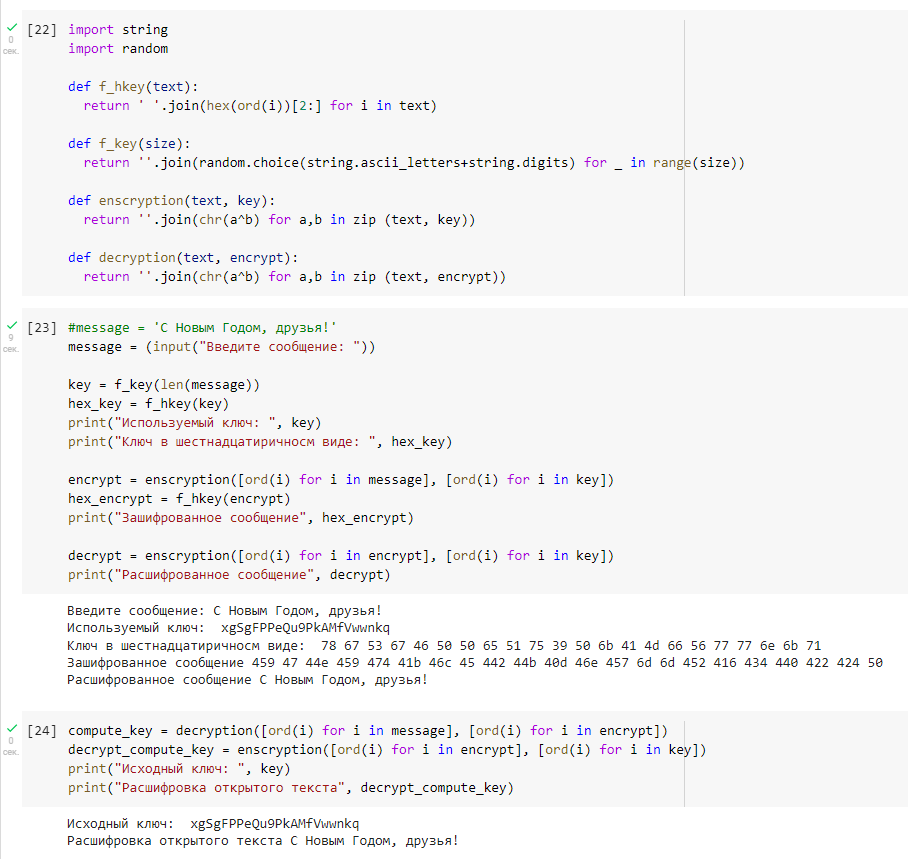 [22] import string
0
сек.
import random
def f_hkey(text):
return ' '.join(hex(ord(i))[2:] for i in text)
def f_key(size):
return ''.join(random.choice(string.ascii_letters+string.digits) for _ in range(size))
def enscryption(text, key):
return ''.join(chr(a^b) for a,b in zip (text, key))
def decryption(text, encrypt):
return ''.join(chr(a^b) for a,b in zip (text, encrypt))
[23] #message = 'С Новым Годом, друзья!'
9
сек.
message = (input("Введите сообщение: "))
key = f_key(len(message))
hex_key = f_hkey(key)
print("Используемый ключ: ", key)
print("Ключ в шестнадцатиричносм виде: ", hex_key)
encrypt = enscryption([ord(i) for i in message], [ord(i) for i in key])
hex_encrypt = f_hkey(encrypt)
print("Зашифрованное сообщение", hex_encrypt)
decrypt = enscryption([ord(i) for i in encrypt], [ord(i) for i in key])
print("Расшифрованное сообщение", decrypt)
Введите сообщение: С Новым Годом, друзья!
Используемый ключ:  xgSgFPPeQu9PkAMfVwwnkq
Ключ в шестнадцатиричносм виде:  78 67 53 67 46 50 50 65 51 75 39 50 6b 41 4d 66 56 77 77 6e 6b 71
Зашифрованное сообщение 459 47 44e 459 474 41b 46c 45 442 44b 40d 46e 457 6d 6d 452 416 434 440 422 424 50
Расшифрованное сообщение С Новым Годом, друзья!
[24] compute_key = decryption([ord(i) for i in message], [ord(i) for i in encrypt])
0
сек.
decrypt_compute_key = enscryption([ord(i) for i in encrypt], [ord(i) for i in key])
print("Исходный ключ: ", key)
print("Расшифровка открытого текста", decrypt_compute_key)
Исходный ключ:  xgSgFPPeQu9PkAMfVwwnkq
Расшифровка открытого текста С Новым Годом, друзья!